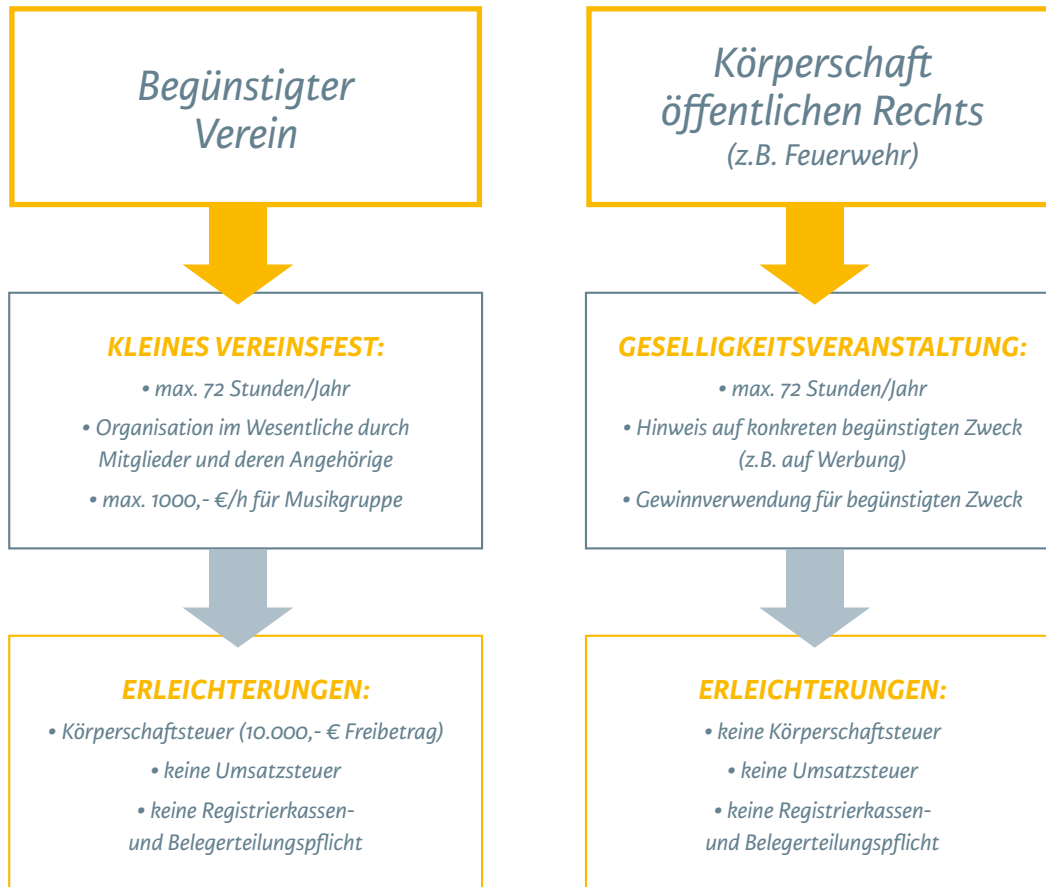 Begünstigter
Verein
KLEINES VEREINSFEST:
• max. 72 Stunden/Jahr
• Organisation im Wesentliche durch
Mitglieder und deren Angehörige
• max. 1000,- €/h für Musikgruppe
ERLEICHTERUNGEN:
• Körperschaftsteuer (10.000,- € Freibetrag)
• keine Umsatzsteuer
• keine Registrierkassen-
und Belegerteilungspflicht
Körperschaft
öffentlichen Rechts
(z.B. Feuerwehr)
GESELLIGKEITSVERANSTALTUNG:
• max. 72 Stunden/Jahr
• Hinweis auf konkreten begünstigten Zweck
(z.B. auf Werbung)
• Gewinnverwendung für begünstigten Zweck
ERLEICHTERUNGEN:
• keine Körperschaftsteuer
• keine Umsatzsteuer
• keine Registrierkassen-
und Belegerteilungspflicht